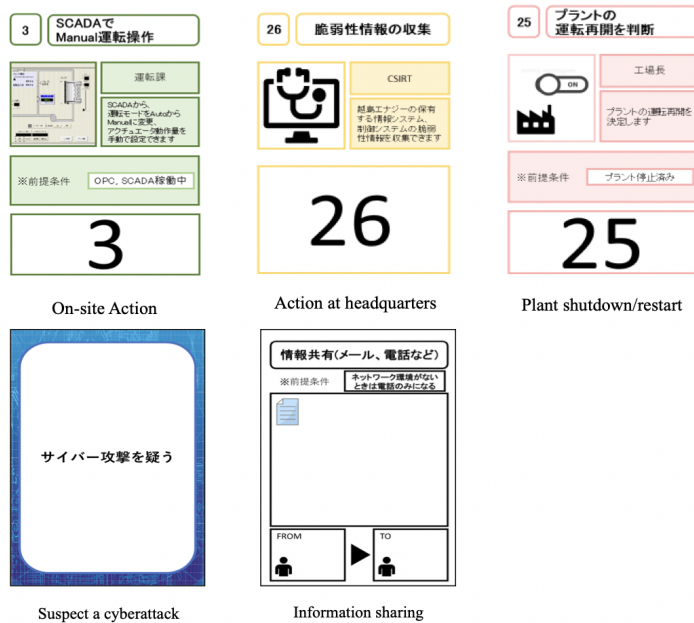 3
SCADAで
Manual運転操作
運転課
SCADAから、
運転モードをAutoから
Manualに変更、
アクチュエータ動作量を
手動で設定できます
※前提条件
OPC, SCADA稼働中
3
On-site Action
26
脆弱性情報の収集
CSIRT
越島エナジーの保有
する情報システム、
制御システムの脆弱
性情報を収集できます
26
Action at headquarters
25
プラントの
運転再開を判断
ON
工場長
プラントの運転再開を
決定します
※前提条件
プラント停止済み
25
Plant shutdown/restart
サイバー攻撃を疑う
Suspect a cyberattack
情報共有(メール、電話など)
※前提条件
ネットワーク環境がない
ときは電話のみになる
FROM
TO
Information sharing